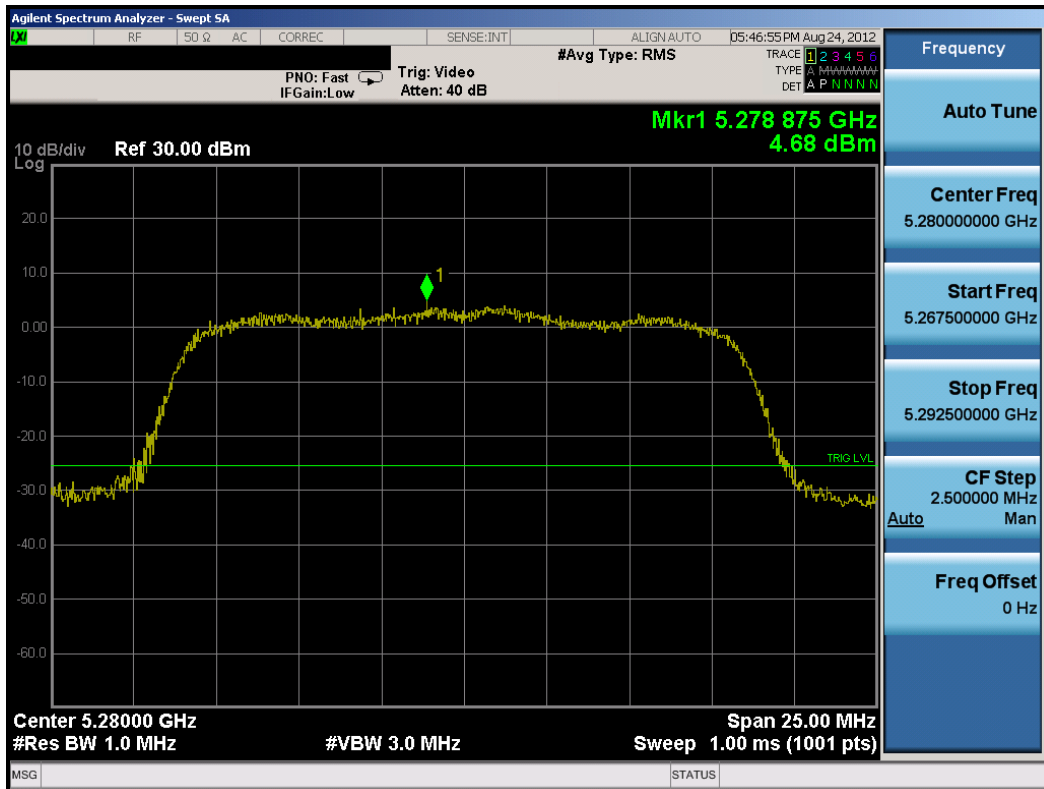 Agilent Spectrum Analyzer - Swept SA
LXI RF 50 Ω AC CORREC SENSE:INT ALIGNAUTO 05:46:55 PM Aug 24, 2012
#Avg Type: RMS
TRACE 1 2 3 4 5 6
TYPE A MWWWWW
DET A P N N N N
PNO: Fast
IFGain:Low
Trig: Video
Atten: 40 dB
Mkr1 5.278 875 GHz
4.68 dBm
10 dB/div
Log
Ref 30.00 dBm
20.0
10.0
0.00
-10.0
-20.0
-30.0
-40.0
-50.0
-60.0
1
TRIG LVL
Center 5.28000 GHz
Span 25.00 MHz
#Res BW 1.0 MHz
#VBW 3.0 MHz
Sweep 1.00 ms (1001 pts)
MSG
STATUS
Frequency
Auto Tune
Center Freq
5.280000000 GHz
Start Freq
5.267500000 GHz
Stop Freq
5.292500000 GHz
CF Step
2.500000 MHz
Auto Man
Freq Offset
0 Hz